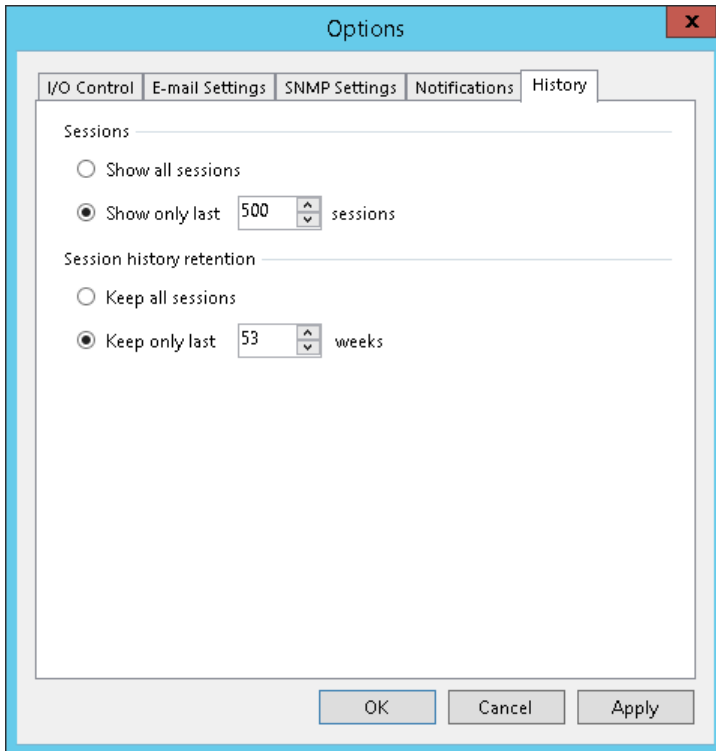 Options
x
I/O Control E-mail Settings SNMP Settings Notifications History
Sessions
Show all sessions
Show only last 500 sessions
Session history retention
Keep all sessions
Keep only last 53 weeks
OK Cancel Apply